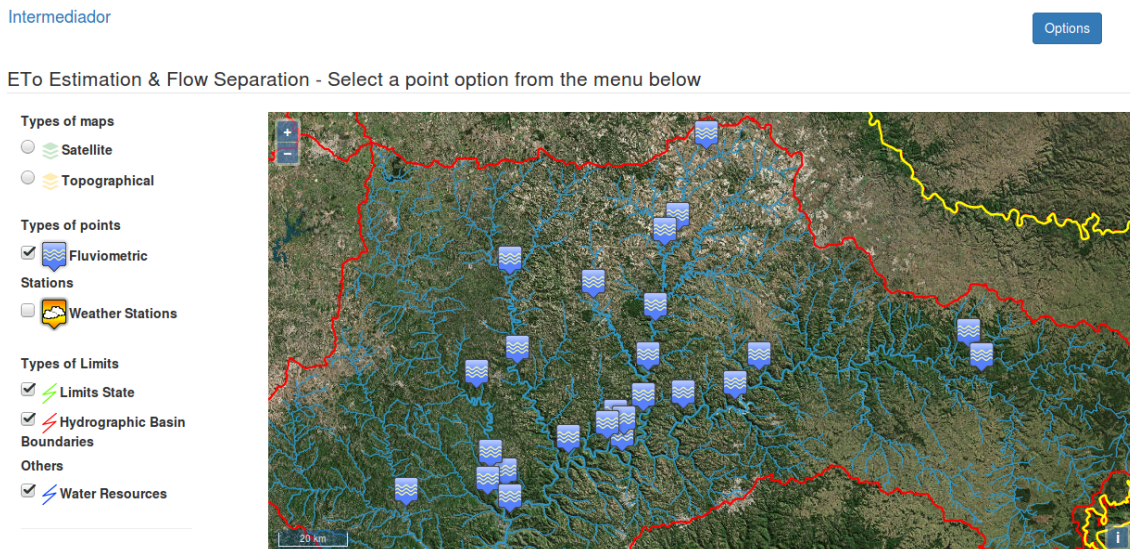 Intermediador
Options
ETo Estimation & Flow Separation - Select a point option from the menu below
Types of maps
Satellite
Topographical
Types of points
Fluviometric
Stations
Weather Stations
Types of Limits
Limits State
Hydrographic Basin
Boundaries
Others
Water Resources
+
−
20 km
i